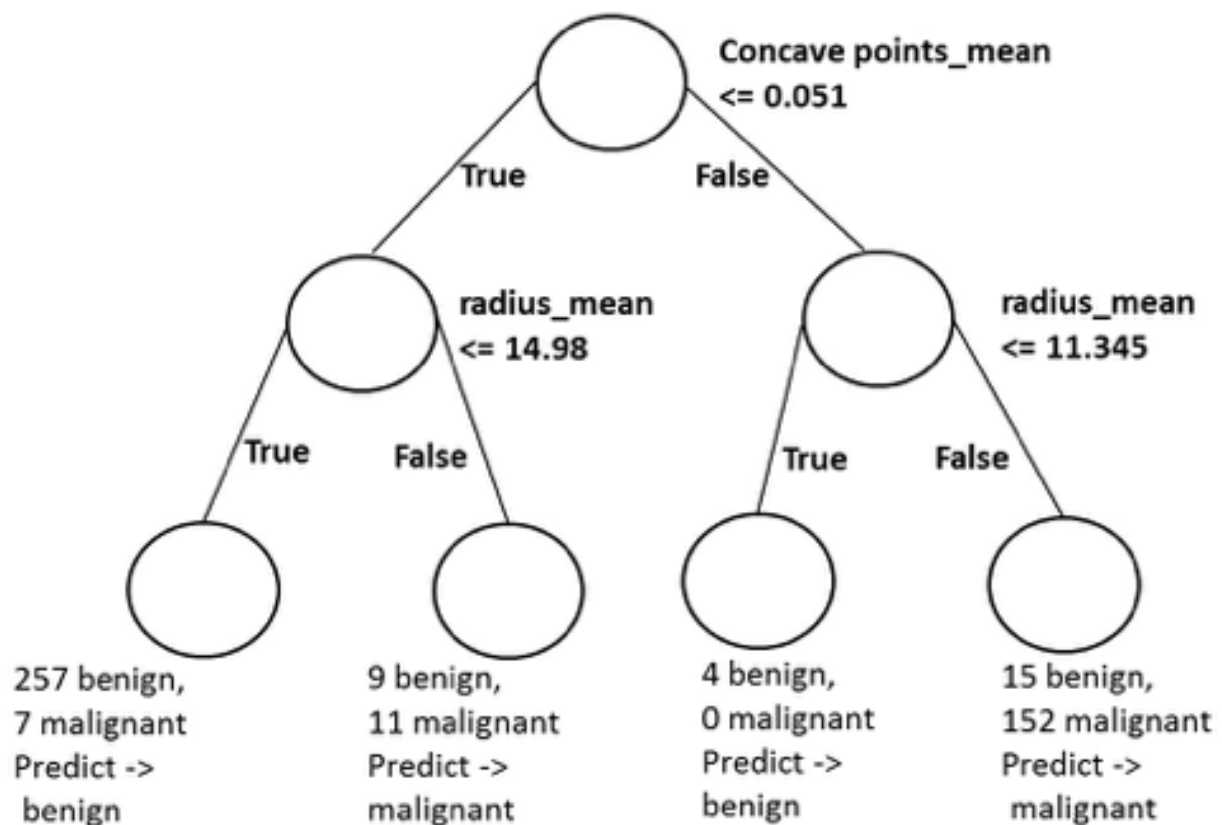 Concave points_mean
<= 0.051
True
False
radius_mean
<= 14.98
radius_mean
<= 11.345
True
False
True
False
257 benign,
7 malignant
Predict ->
benign
9 benign,
11 malignant
Predict ->
malignant
4 benign,
0 malignant
Predict ->
benign
15 benign,
152 malignant
Predict ->
malignant